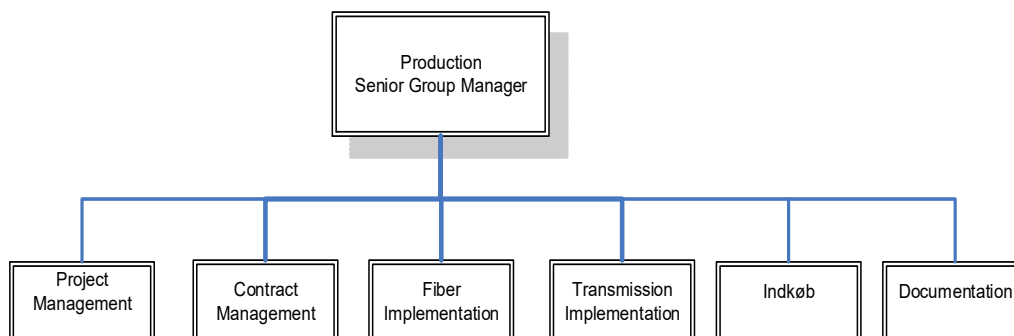 Production
Senior Group Manager
Project
Management
Contract
Management
Fiber
Implementation
Transmission
Implementation
Indkøb
Documentation